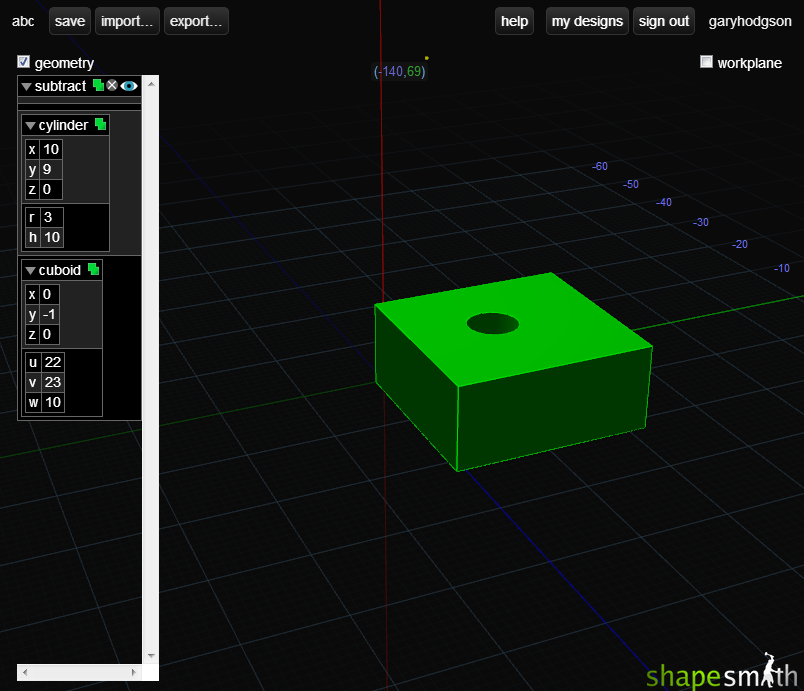 abc save import... export... help my designs sign out garyhodgson
geometry
(-140,69)
workplane
subtract
cylinder
x 10
y 9
z 0
r 3
h 10
cuboid
x 0
y -1
z 0
u 22
v 23
w 10
-60
-50
-40
-30
-20
-10
shapesmith